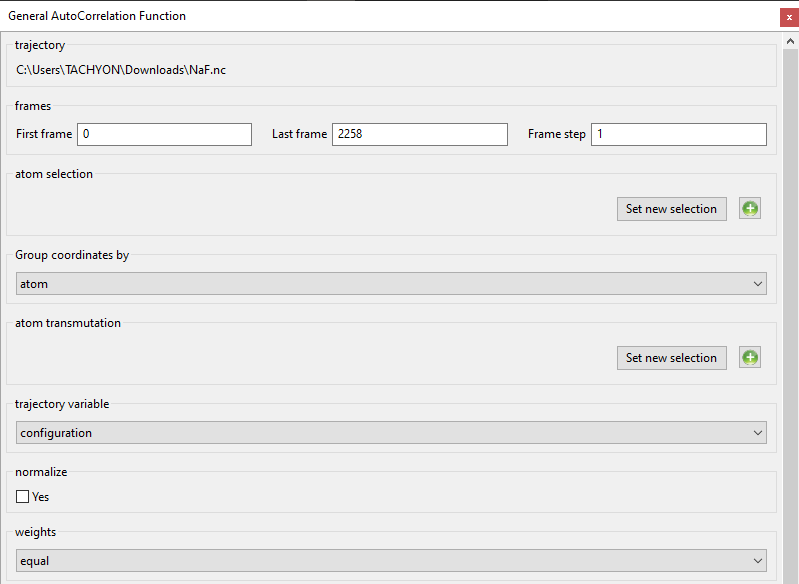 General AutoCorrelation Function
x
trajectory
C:\Users\TACHYON\Downloads\NaF.nc
frames
First frame 0 Last frame 2258 Frame step 1
atom selection
Set new selection
Group coordinates by
atom
atom transmutation
Set new selection
trajectory variable
configuration
normalize
Yes
weights
equal